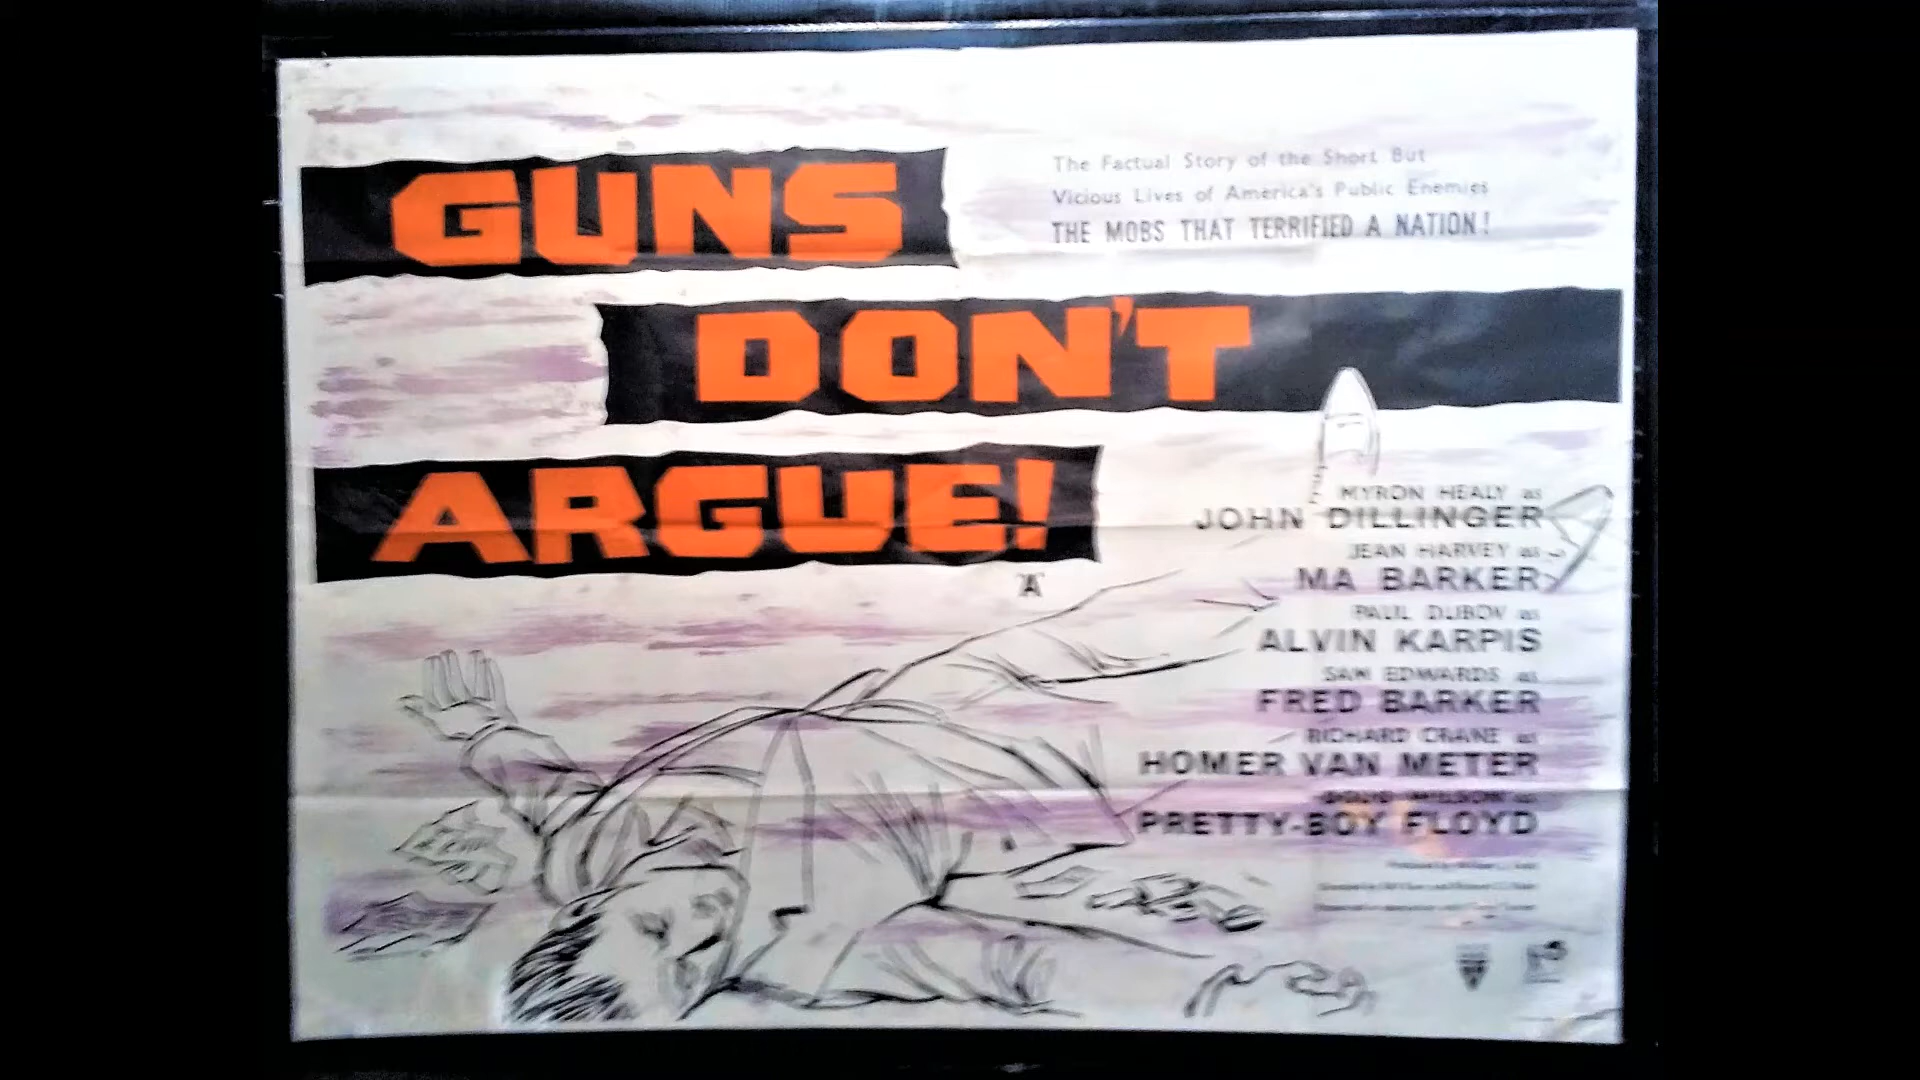 GUNS
DON'T
ARGUE!
The Factual Story of the Short But
Vicious Lives of America's Public Enemies
THE MOBS THAT TERRIFIED A NATION!
'A'
MYRON HEALY as
JOHN DILLINGER
JEAN HARVEY as
MA BARKER
PAUL DUBOV as
ALVIN KARPIS
SAM EDWARDS as
FRED BARKER
RICHARD CRANE as
HOMER VAN METER
WILSON as
PRETTY-BOY FLOYD